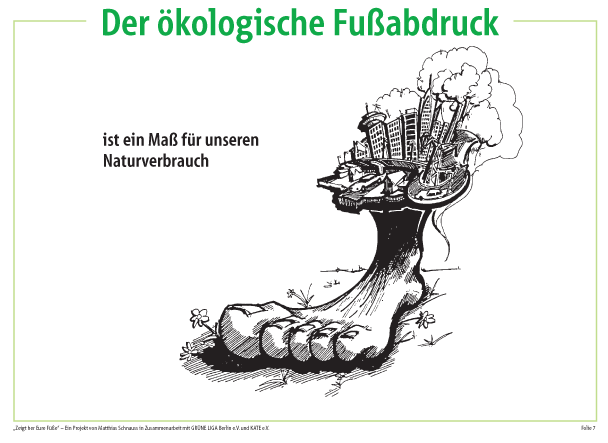 Der ökologische Fußabdruck
ist ein Maß für unseren
Naturverbrauch
„Zeigt her Eure Füße“ – Ein Projekt von Matthias Schnauss in Zusammenarbeit mit GRÜNE LIGA Berlin e.V. und KATE e.V.
Folie 7